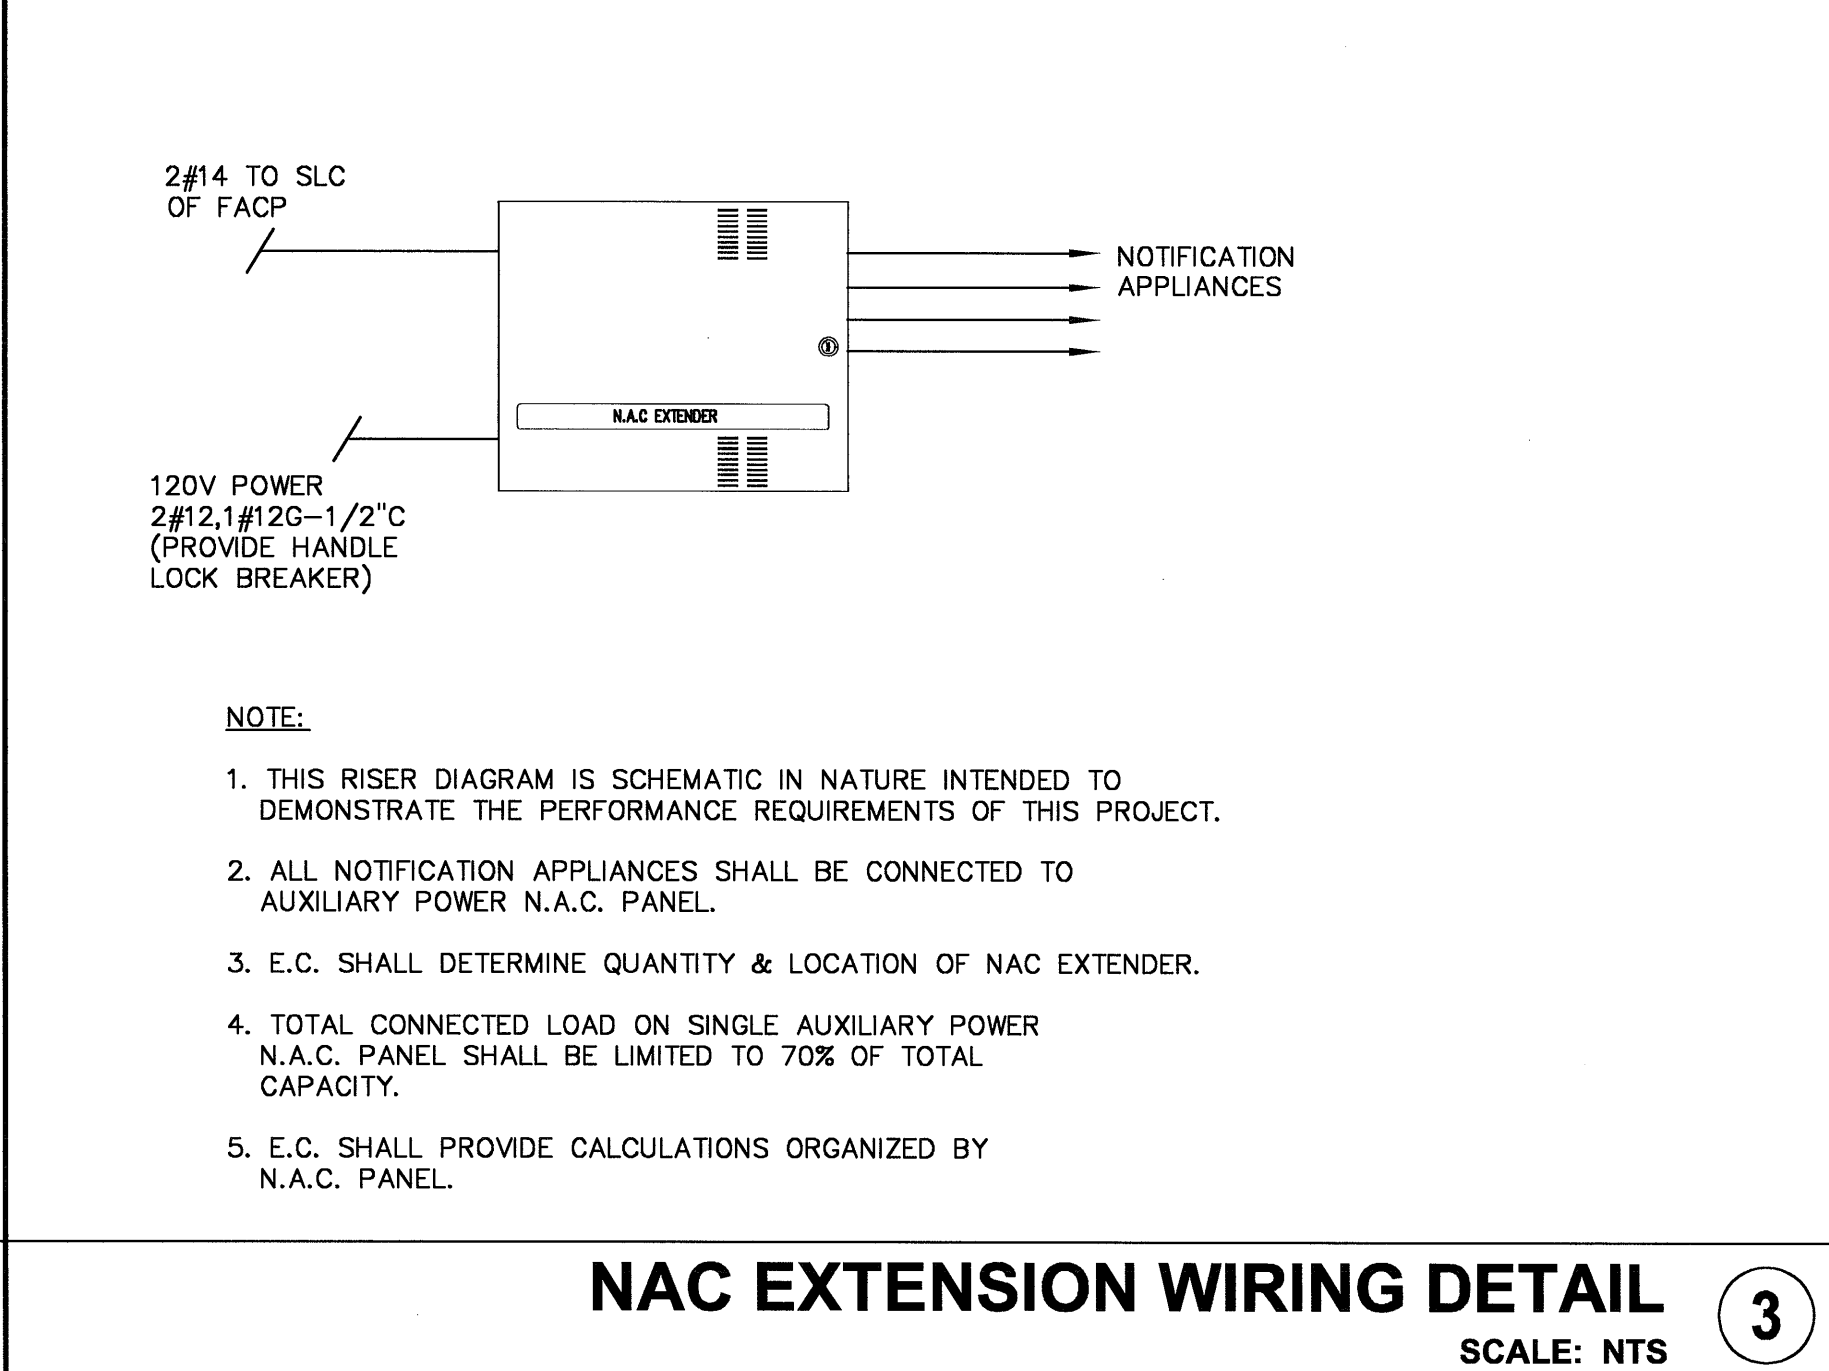 2#14 TO SLC
OF FACP
NOTIFICATION
APPLIANCES
N.A.C EXTENDER
120V POWER
2#12,1#12G-1/2"C
(PROVIDE HANDLE
LOCK BREAKER)
NOTE:
1. THIS RISER DIAGRAM IS SCHEMATIC IN NATURE INTENDED TO
DEMONSTRATE THE PERFORMANCE REQUIREMENTS OF THIS PROJECT.
2. ALL NOTIFICATION APPLIANCES SHALL BE CONNECTED TO
AUXILIARY POWER N.A.C. PANEL.
3. E.C. SHALL DETERMINE QUANTITY & LOCATION OF NAC EXTENDER.
4. TOTAL CONNECTED LOAD ON SINGLE AUXILIARY POWER
N.A.C. PANEL SHALL BE LIMITED TO 70% OF TOTAL
CAPACITY.
5. E.C. SHALL PROVIDE CALCULATIONS ORGANIZED BY
N.A.C. PANEL.
NAC EXTENSION WIRING DETAIL
3
SCALE: NTS